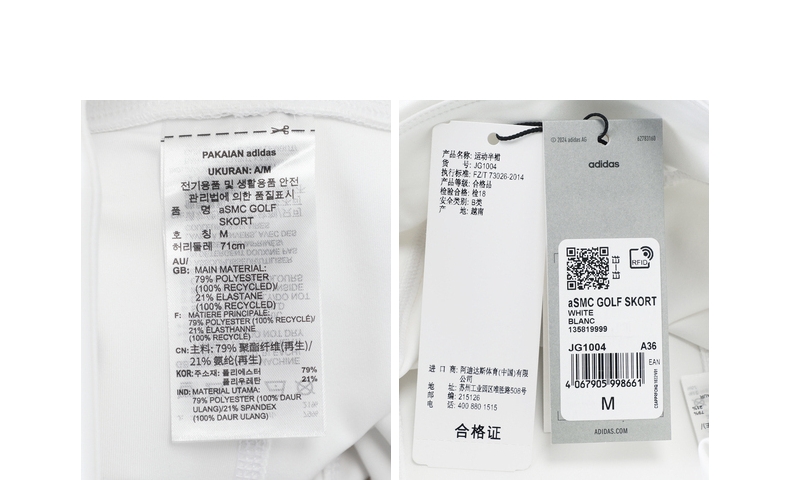 PAKAIAN adidas
UKURAN: A/M
전기용품 및 생활용품 안전
관리법에 의한 품질표시
품 명 aSMC GOLF
SKORT
호 칭 M
허리둘레 71cm
AU/
GB: MAIN MATERIAL:
79% POLYESTER
(100% RECYCLED)/
21% ELASTANE
(100% RECYCLED)
F: MATIERE PRINCIPALE:
79% POLYESTER (100% RECYCLÉ)/
21% ÉLASTHANNE
(100% RECYCLÉ)
CN: 主料: 79% 聚酯纤维(再生)/
21% 氨纶(再生)
KOR: 주소재: 폴리에스터 79%
폴리우레탄 21%
IND: MATERIAL UTAMA:
79% POLYESTER (100% DAUR
ULANG)/21% SPANDEX
(100% DAUR ULANG)
产品名称: 运动半裙
货 号: JG1004
执行标准: FZ/T 73026-2014
产品等级: 合格品
检验合格: 检18
安全类别: B类
产 地: 越南
进 口 商: 阿迪达斯体育(中国)有限
公司
地 址: 苏州工业园区唯亭路508号
邮 编: 215126
电 话: 400 880 1515
合格证
© 2024 adidas AG
adidas
RFID
aSMC GOLF SKORT
WHITE
BLANC
135819999
JG1004 A36
EAN
4 067905 998661
M
ADIDAS.COM